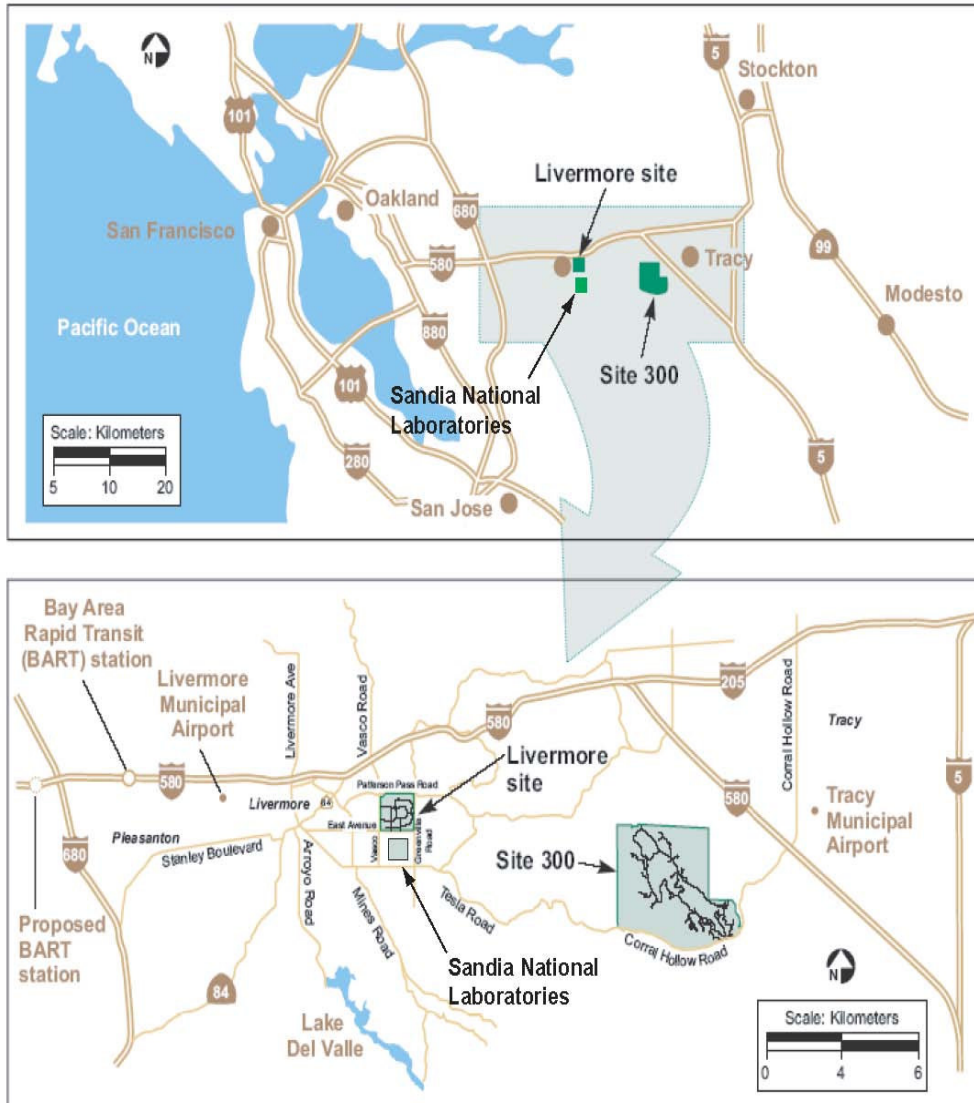 N
101
5
Stockton
Livermore site
Oakland
680
San Francisco
580
Tracy
99
Modesto
Pacific Ocean
880
Site 300
101
Sandia National
Laboratories
Scale: Kilometers
5 10 20
280
5
San Jose
Bay Area
Rapid Transit
(BART) station
Livermore
Municipal
Airport
Livermore Ave
Vasco Road
580
205
Corral Hollow Road
Tracy
Livermore
site
580
Patterson Pass Road
Livermore
84
East Avenue
Vasco
Greenville
Road
580
5
Tracy
Municipal
Airport
Pleasanton
Stanley Boulevard
680
Arroyo Road
Mines Road
Tesla Road
Site 300
Corral Hollow Road
Proposed
BART
station
Sandia National
Laboratories
84
Lake
Del Valle
N
Scale: Kilometers
0 4 6